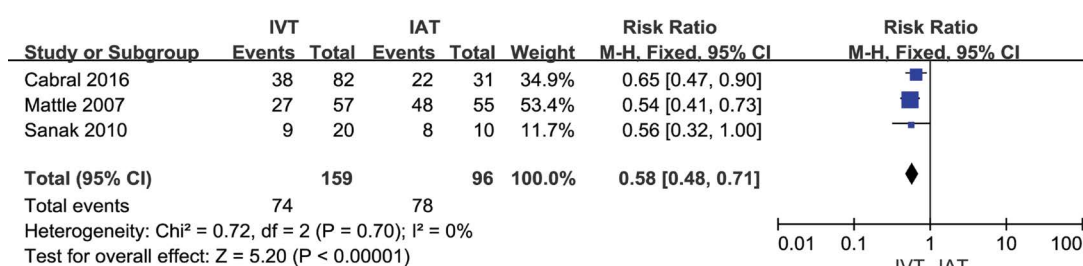 IVT IAT Risk Ratio Risk Ratio
Study or Subgroup Events Total Events Total Weight M-H, Fixed, 95% CI M-H, Fixed, 95% CI
Cabral 2016 38 82 22 31 34.9% 0.65 [0.47, 0.90]
Mattle 2007 27 57 48 55 53.4% 0.54 [0.41, 0.73]
Sanak 2010 9 20 8 10 11.7% 0.56 [0.32, 1.00]
Total (95% CI) 159 96 100.0% 0.58 [0.48, 0.71]
Total events 74 78
Heterogeneity: Chi² = 0.72, df = 2 (P = 0.70); I² = 0%
Test for overall effect: Z = 5.20 (P < 0.00001)
0.01 0.1 1 10 100
IVT IAT